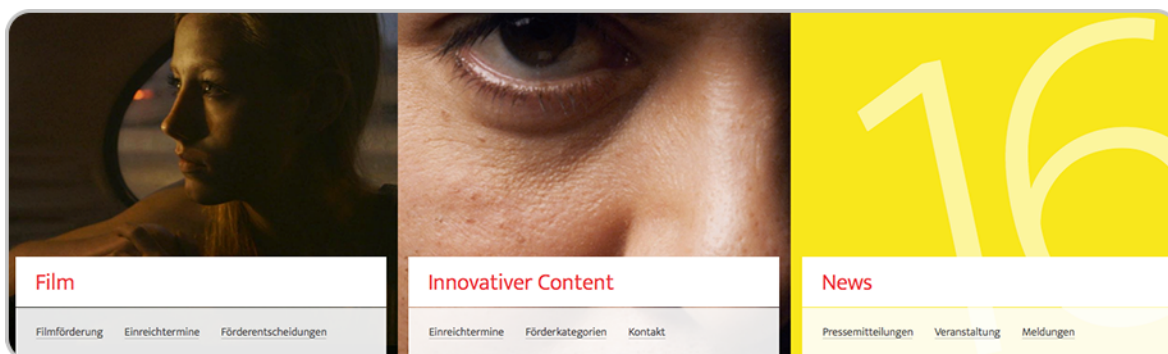 16
Film
Filmförderung Einreichtermine Förderentscheidungen
Innovativer Content
Einreichtermine Förderkategorien Kontakt
News
Pressemitteilungen Veranstaltung Meldungen